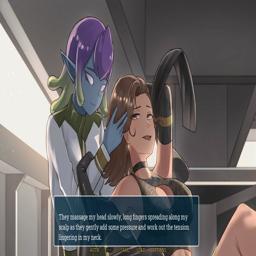 They massage my head slowly, long fingers spreading along my
scalp as they gently add some pressure and work out the tension
lingering in my neck.